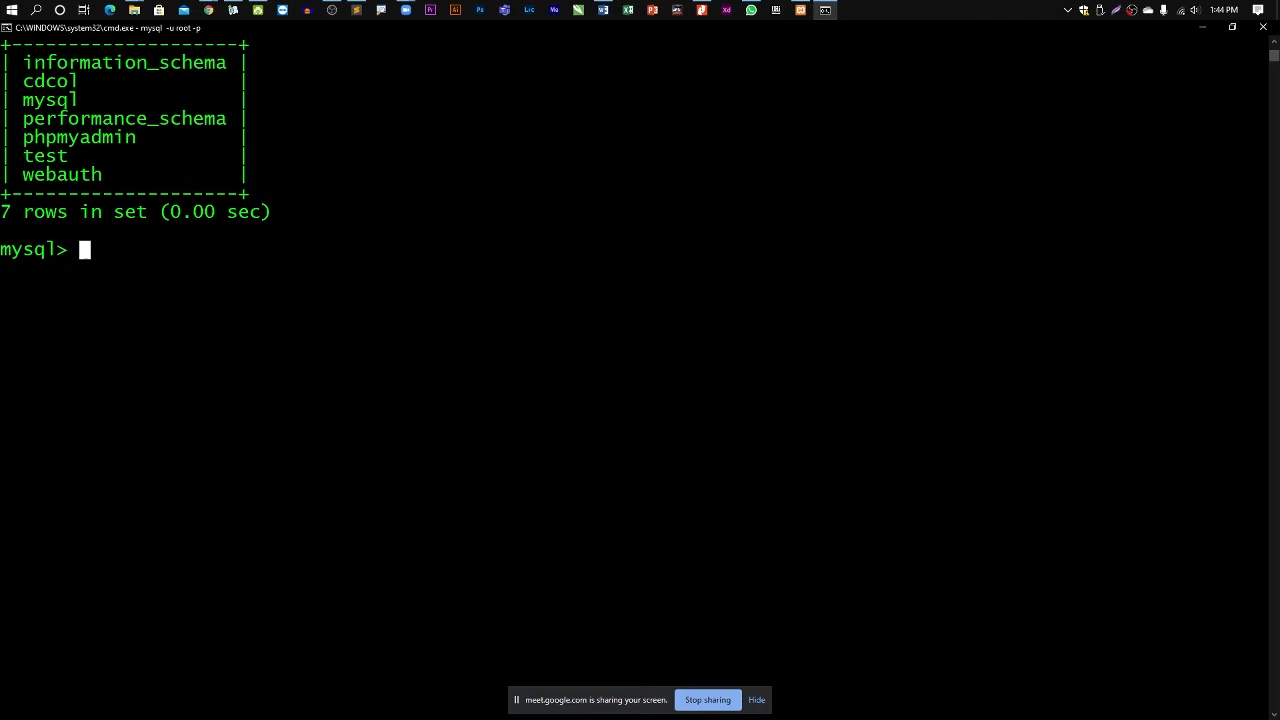 1:44 PM
C:\WINDOWS\system32\cmd.exe - mysql -u root -p
+--------------------+
| information_schema |
| cdcol              |
| mysql              |
| performance_schema |
| phpmyadmin         |
| test               |
| webauth            |
+--------------------+
7 rows in set (0.00 sec)
mysql>
meet.google.com is sharing your screen. Stop sharing Hide